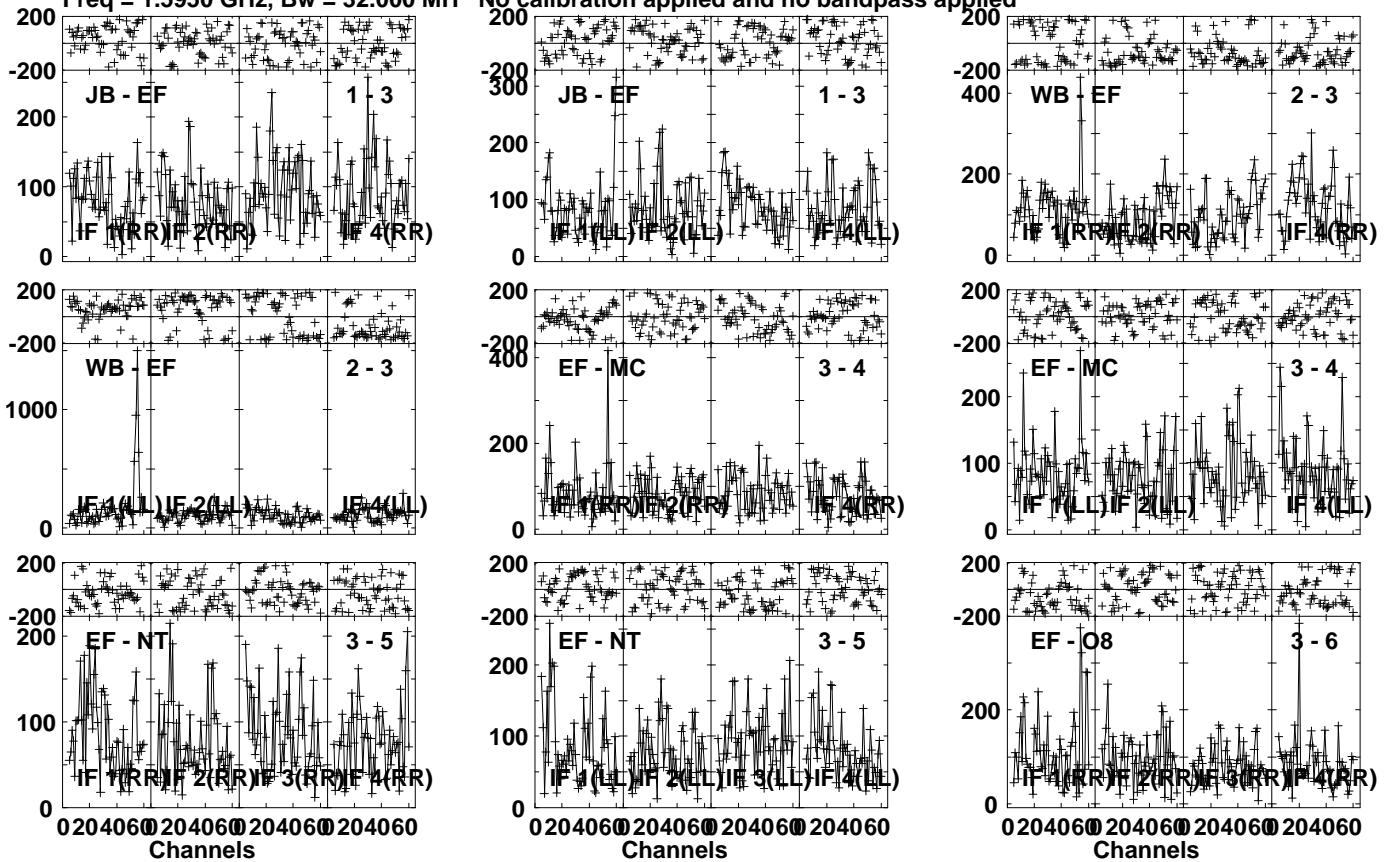 Freq = 1.5950 GHz, Bw = 32.000 MH No calibration applied and no bandpass applied
200
-200
JB - EF 1 - 3
200
100
0
IF 1(RR) IF 2(RR) IF 4(RR)
200
-200
300
JB - EF 1 - 3
200
100
0
IF 1(LL) IF 2(LL) IF 4(LL)
200
-200
WB - EF 2 - 3
400
200
0
IF 1(RR) IF 2(RR) IF 4(RR)
200
-200
WB - EF 2 - 3
1000
0
IF 1(LL) IF 2(LL) IF 4(LL)
200
-200
400
EF - MC 3 - 4
200
0
IF 1(RR) IF 2(RR) IF 4(RR)
200
-200
EF - MC 3 - 4
200
100
0
IF 1(LL) IF 2(LL) IF 4(LL)
200
-200
200
EF - NT 3 - 5
100
0
IF 1(RR) IF 2(RR) IF 3(RR) IF 4(RR)
0 20 40 60 0 20 40 60 0 20 40 60 0 20 40 60
Channels
200
-200
EF - NT 3 - 5
200
100
0
IF 1(LL) IF 2(LL) IF 3(LL) IF 4(LL)
0 20 40 60 0 20 40 60 0 20 40 60 0 20 40 60
Channels
200
-200
EF - O8 3 - 6
200
0
IF 1(RR) IF 2(RR) IF 3(RR) IF 4(RR)
0 20 40 60 0 20 40 60 0 20 40 60 0 20 40 60
Channels